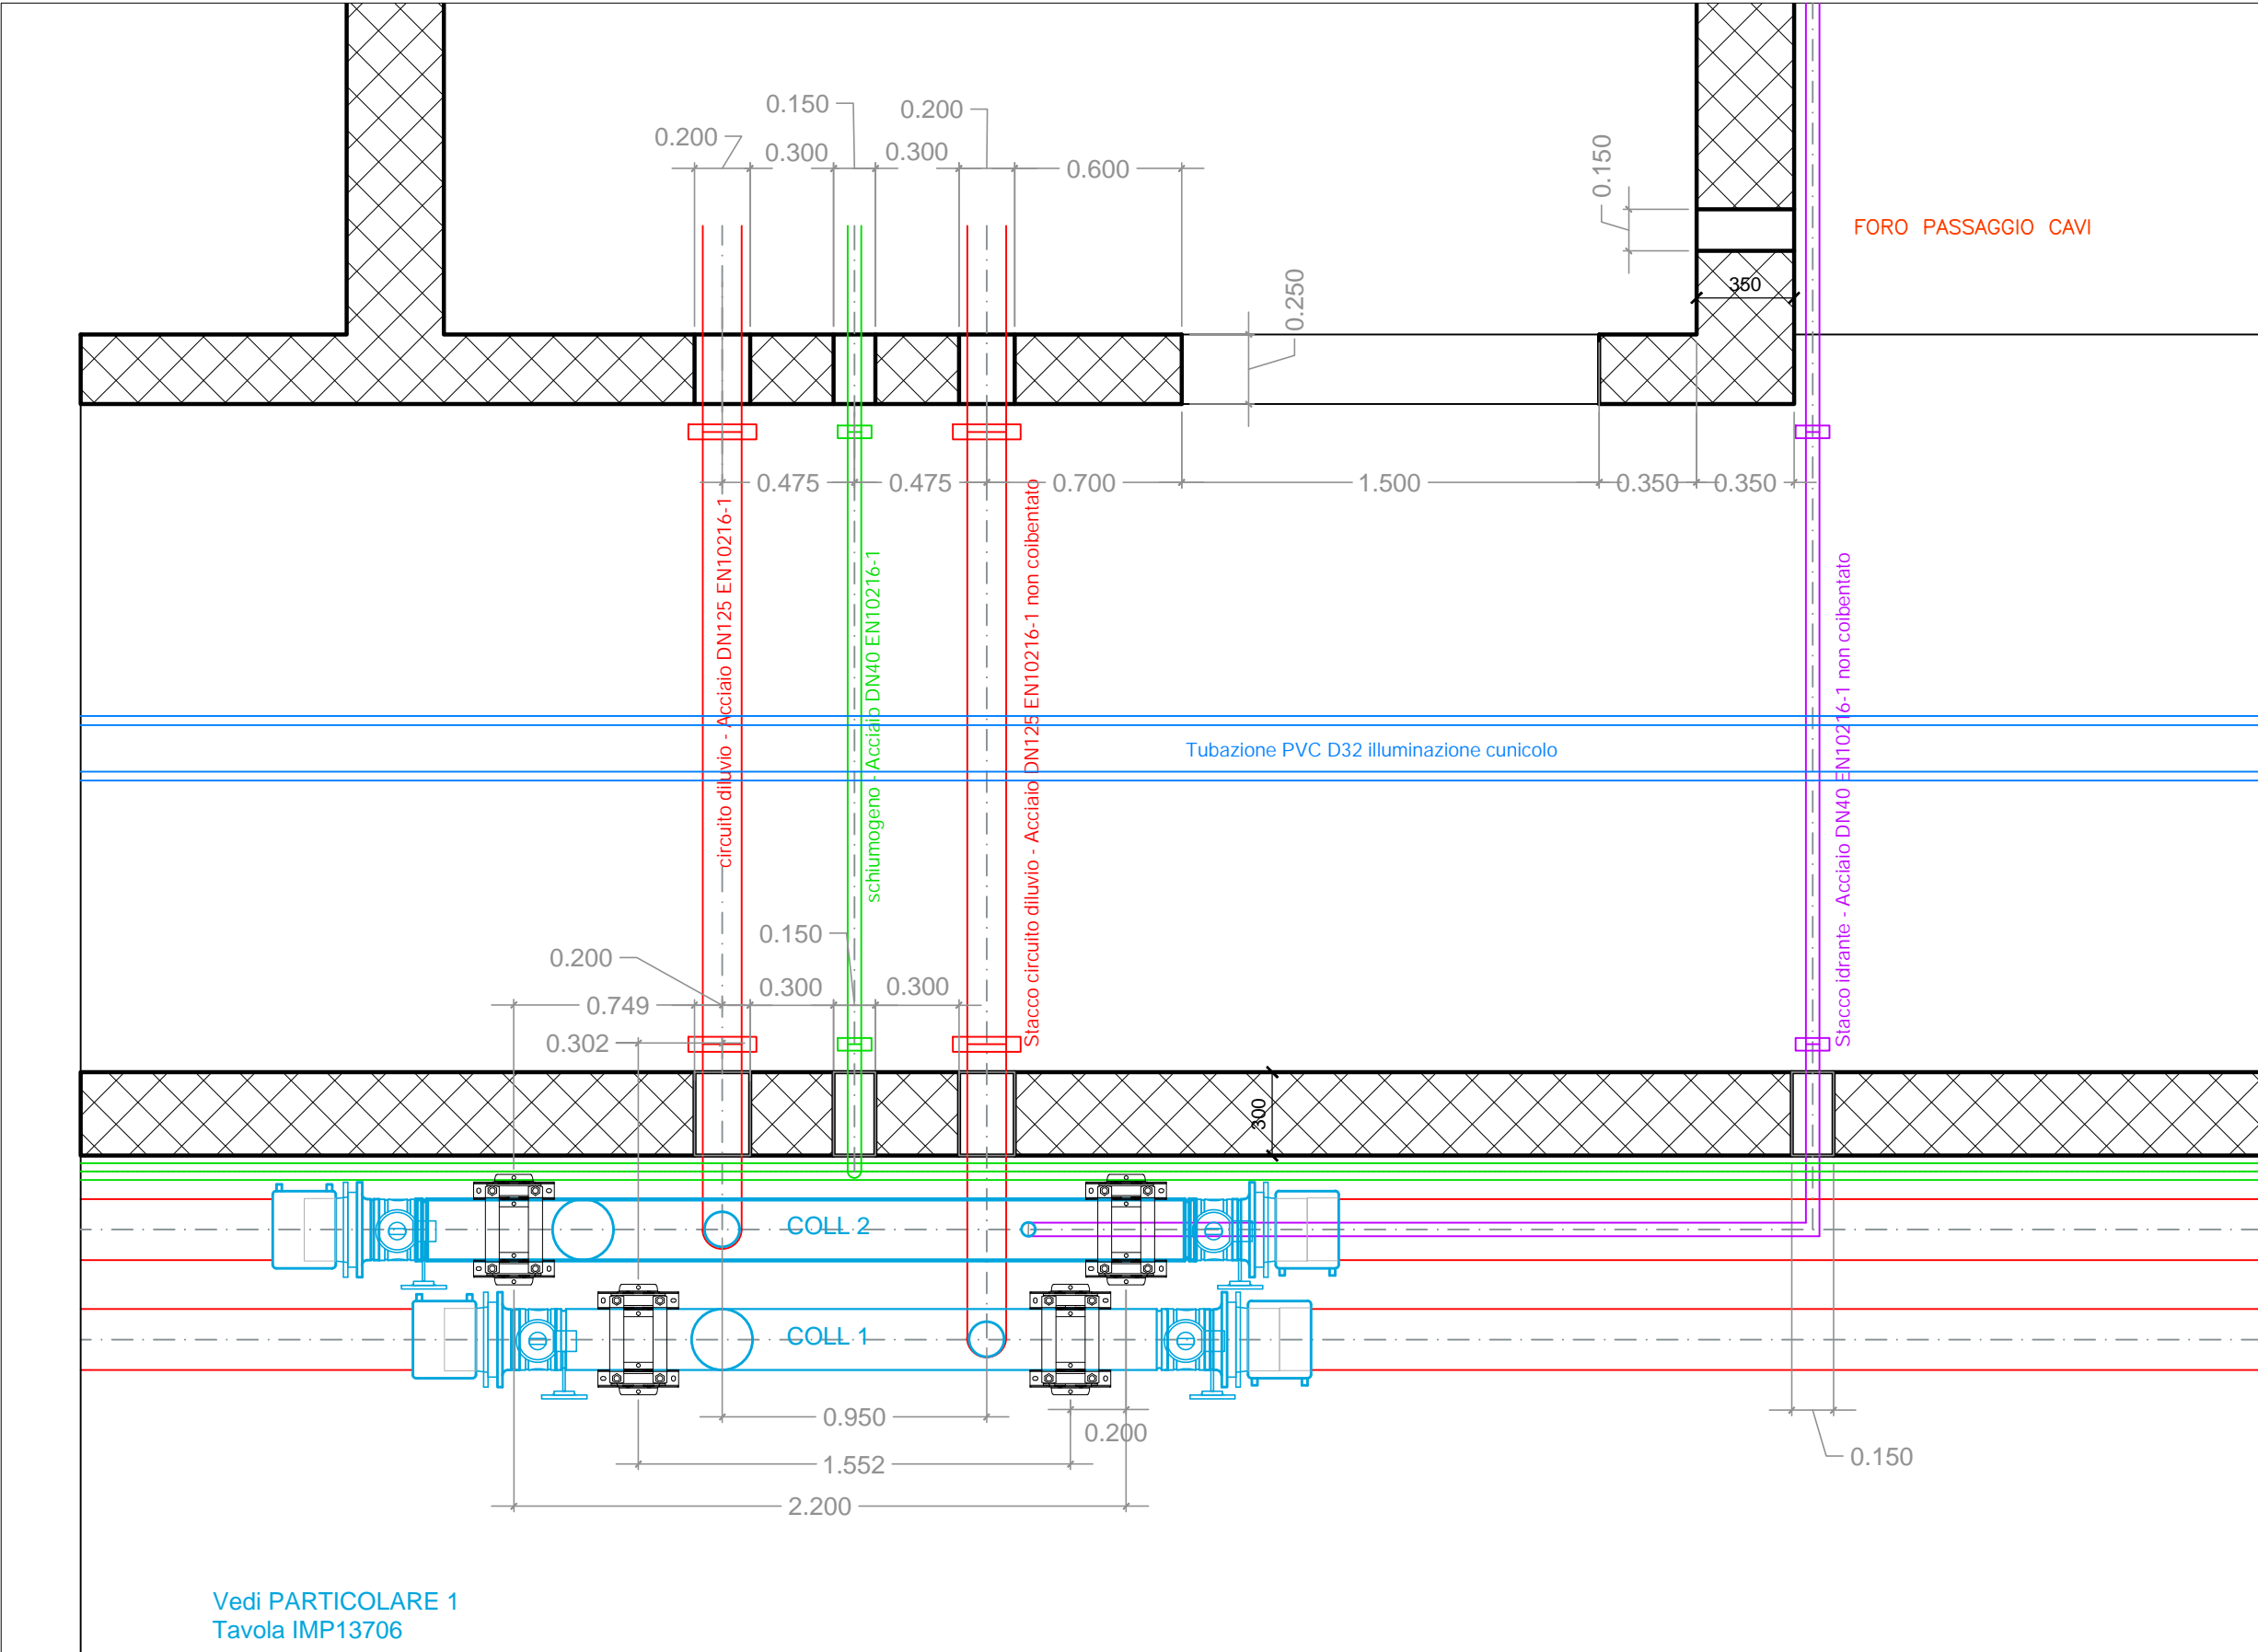 0.150
0.200
0.200
0.300
0.300
0.600
0.150
FORO PASSAGGIO CAVI
350
0.250
0.475
0.475
0.700
1.500
0.350
0.350
circuito diluvio - Acciaio DN125 EN10216-1
schiumogeno - Acciaio DN40 EN10216-1
Stacco circuito diluvio - Acciaio DN125 EN10216-1 non coibentato
Stacco idrante - Acciaio DN40 EN10216-1 non coibentato
Tubazione PVC D32 illuminazione cunicolo
0.150
0.200
0.300
0.300
0.749
0.302
300
COLL 2
COLL 1
0.950
0.200
0.150
1.552
2.200
Vedi PARTICOLARE 1
Tavola IMP13706